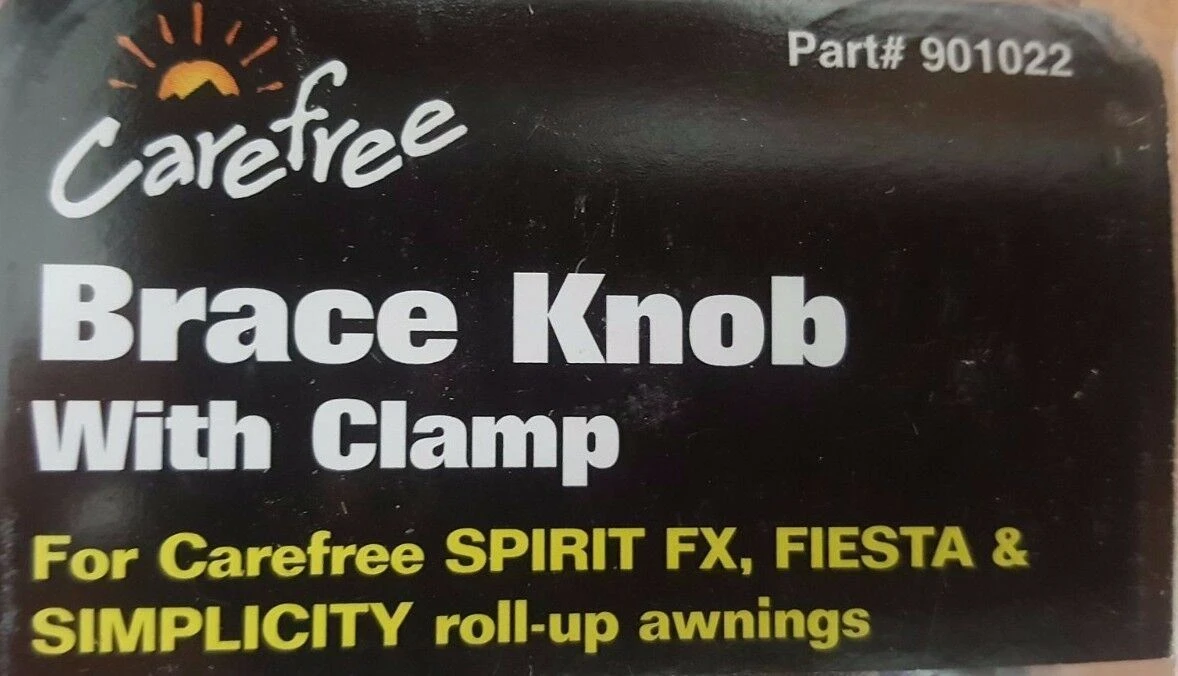 Carefree
Part# 901022
Brace Knob
With Clamp
For Carefree SPIRIT FX, FIESTA &
SIMPLICITY roll-up awnings